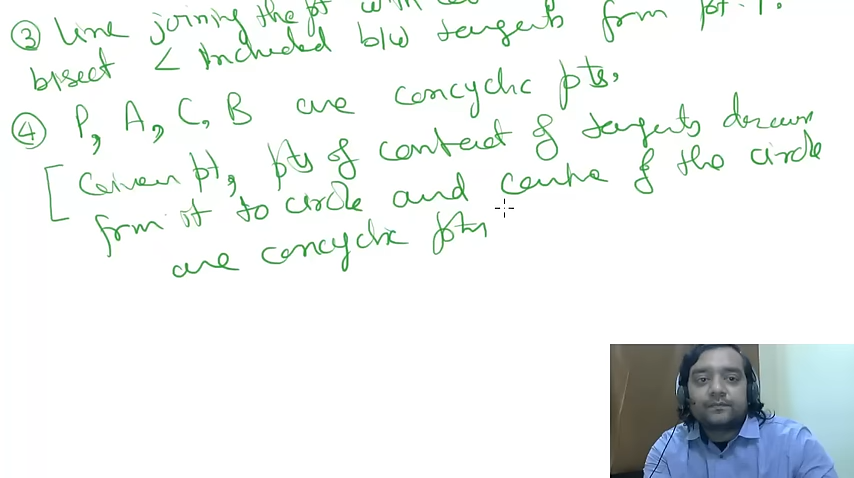 ③ Line joining the pt with
bisect < Included b/w tangents from pt. P.
④ P, A, C, B are concyclic pts.
[ Given pt, pts of contact of tangents drawn
from it to circle and centre of the circle
are concyclic pts